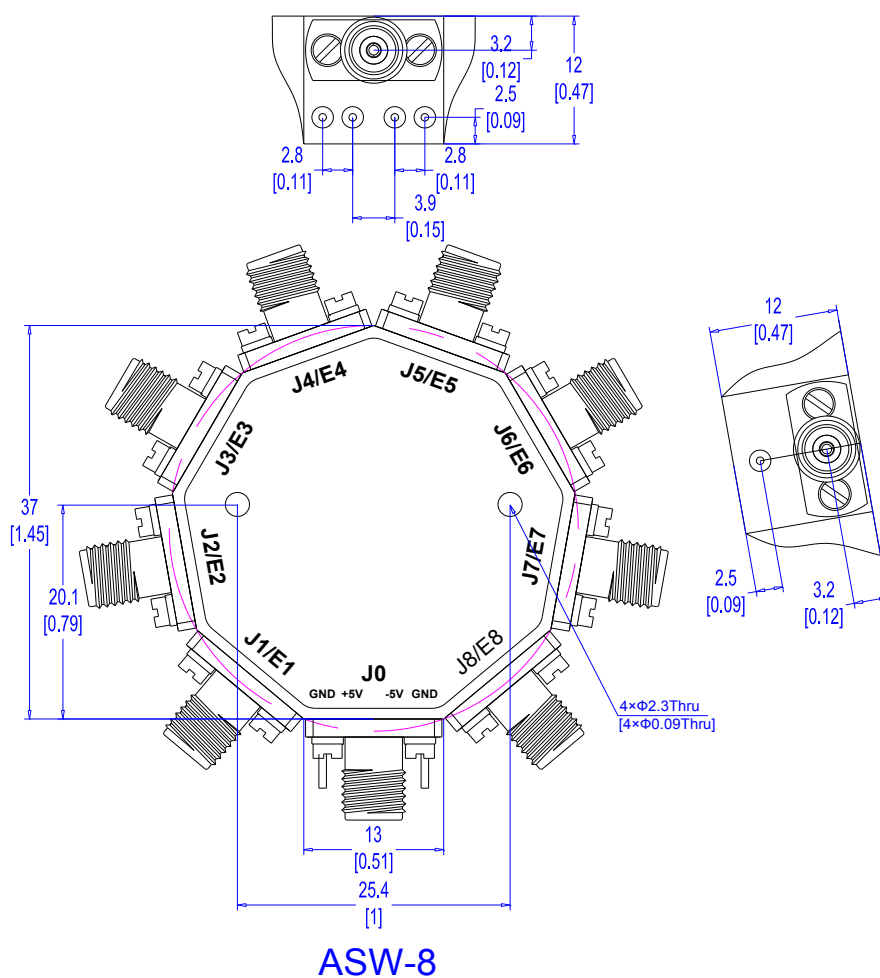 3.2
[0.12]
12
[0.47]
2.5
[0.09]
2.8
[0.11]
2.8
[0.11]
3.9
[0.15]
12
[0.47]
J4/E4
J5/E5
J3/E3
J6/E6
J2/E2
J7/E7
J1/E1
J8/E8
J0
GND +5V -5V GND
37
[1.45]
20.1
[0.79]
2.5
[0.09]
3.2
[0.12]
4×Φ2.3Thru
[4×Φ0.09Thru]
13
[0.51]
25.4
[1]
ASW-8